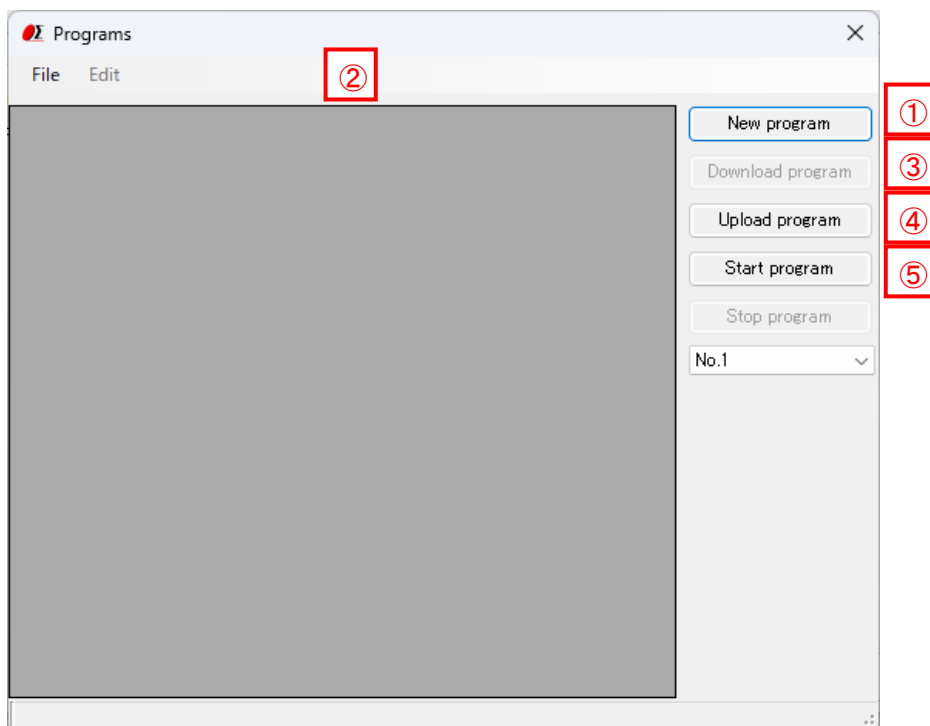 Programs
File Edit
②
New program
①
Download program
③
Upload program
④
Start program
⑤
Stop program
No.1